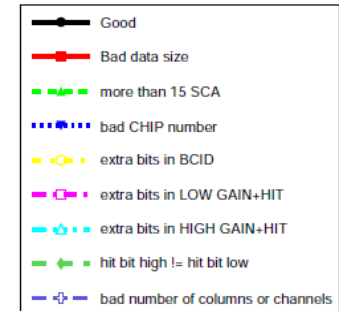 Good
Bad data size
more than 15 SCA
bad CHIP number
extra bits in BCID
extra bits in LOW GAIN+HIT
extra bits in HIGH GAIN+HIT
hit bit high != hit bit low
bad number of columns or channels